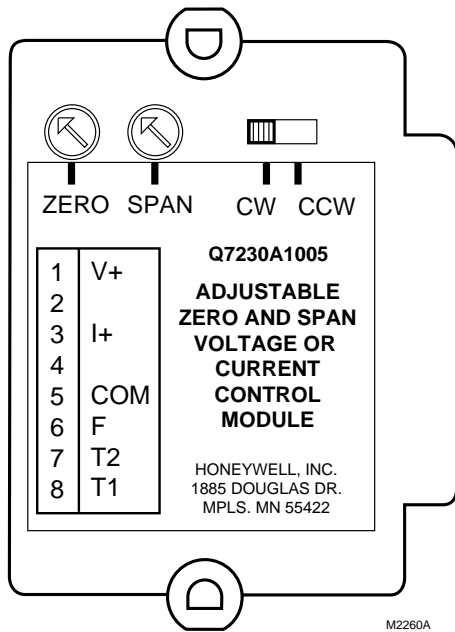 ZERO SPAN CW CCW
1 V+
2
3 I+
4
5 COM
6 F
7 T2
8 T1
Q7230A1005
ADJUSTABLE
ZERO AND SPAN
VOLTAGE OR
CURRENT
CONTROL
MODULE
HONEYWELL, INC.
1885 DOUGLAS DR.
MPLS. MN 55422
M2260A